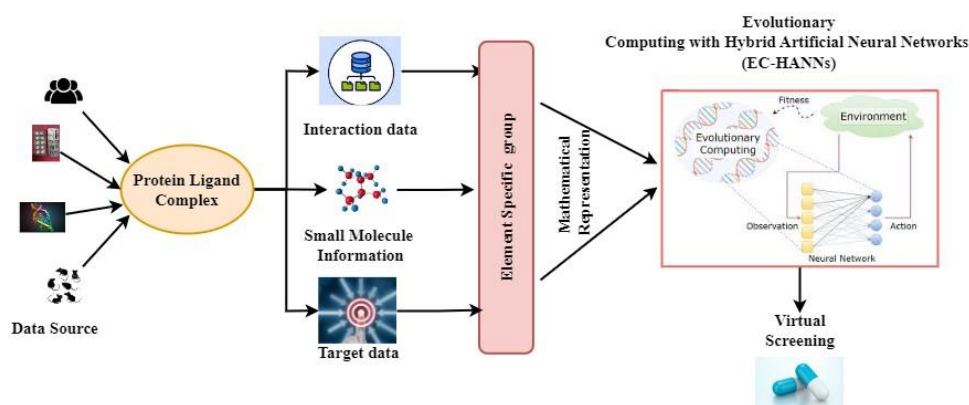 Evolutionary
Computing with Hybrid Artificial Neural Networks
(EC-HANNs)
Data Source
Protein Ligand
Complex
Interaction data
Small Molecule
Information
Target data
Element Specific group
Mathematical
Representation
Fitness
Environment
Evolutionary
Computing
Observation
Action
Neural Network
Virtual
Screening